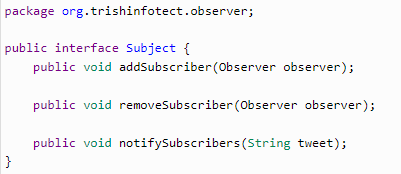 package org.trishinfotect.observer;
public interface Subject {
public void addSubscriber(Observer observer);
public void removeSubscriber(Observer observer);
public void notifySubscribers(String tweet);
}